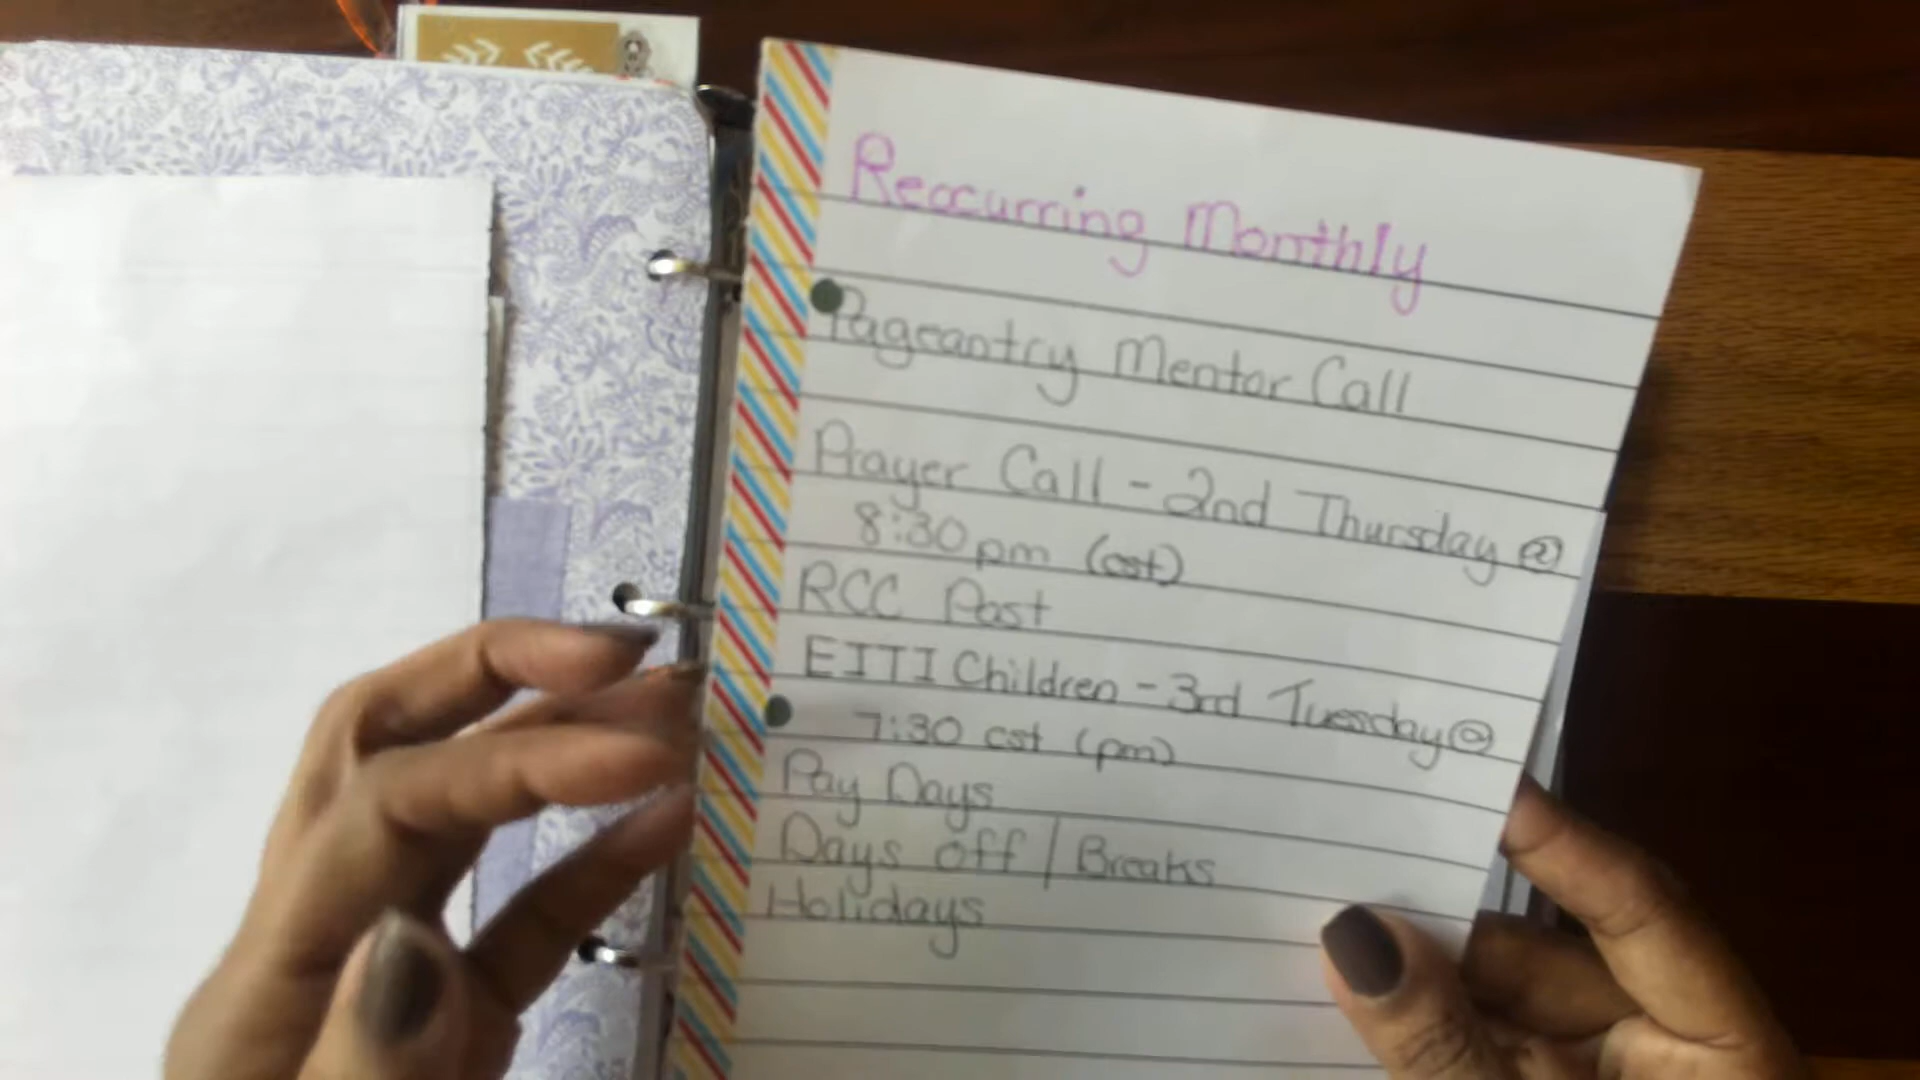 Reocurring Monthly
Pageantry Mentor Call
Prayer Call - 2nd Thursday @
8:30 pm (cst)
RCC Post
EITI Children - 3rd Tuesday @
7:30 cst (pm)
Pay Days
Days off / Breaks
Holidays